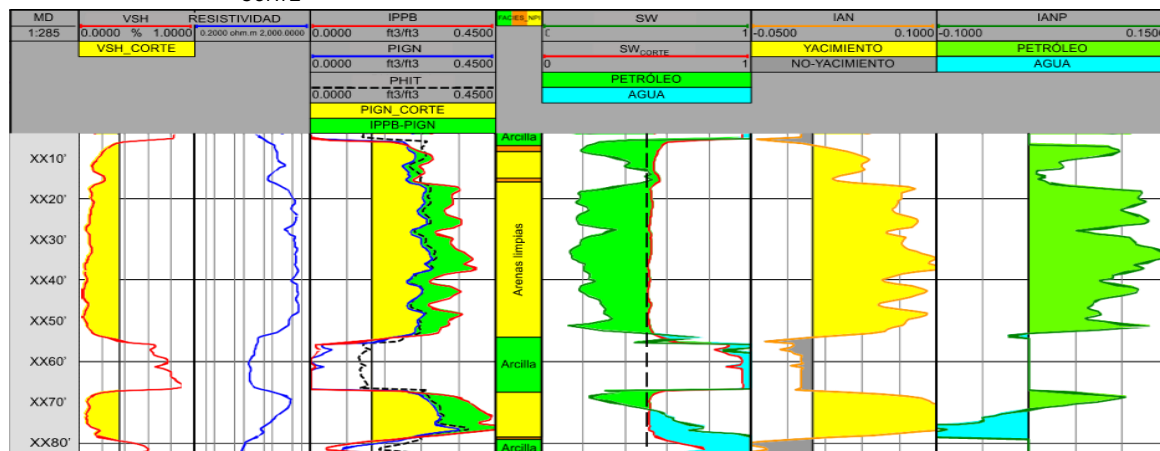 CORTE
MD
VSH
RESISTIVIDAD
IPPB
FACIES_NPI
SW
IAN
IANP
1:285
0.0000 % 1.0000
0.2000 ohm.m 2,000.0000
0.0000 ft3/ft3 0.4500
1
-0.0500 0.1000
-0.1000 0.1500
VSH_CORTE
PIGN
SWCORTE
YACIMIENTO
PETRÓLEO
0.0000 ft3/ft3 0.4500
0 1
NO-YACIMIENTO
AGUA
PHIT
PETRÓLEO
0.0000 ft3/ft3 0.4500
AGUA
PIGN_CORTE
IPPB-PIGN
Arcilla
XX10'
XX20'
XX30'
Arenas limpias
XX40'
XX50'
XX60'
Arcilla
XX70'
XX80'
Arcilla